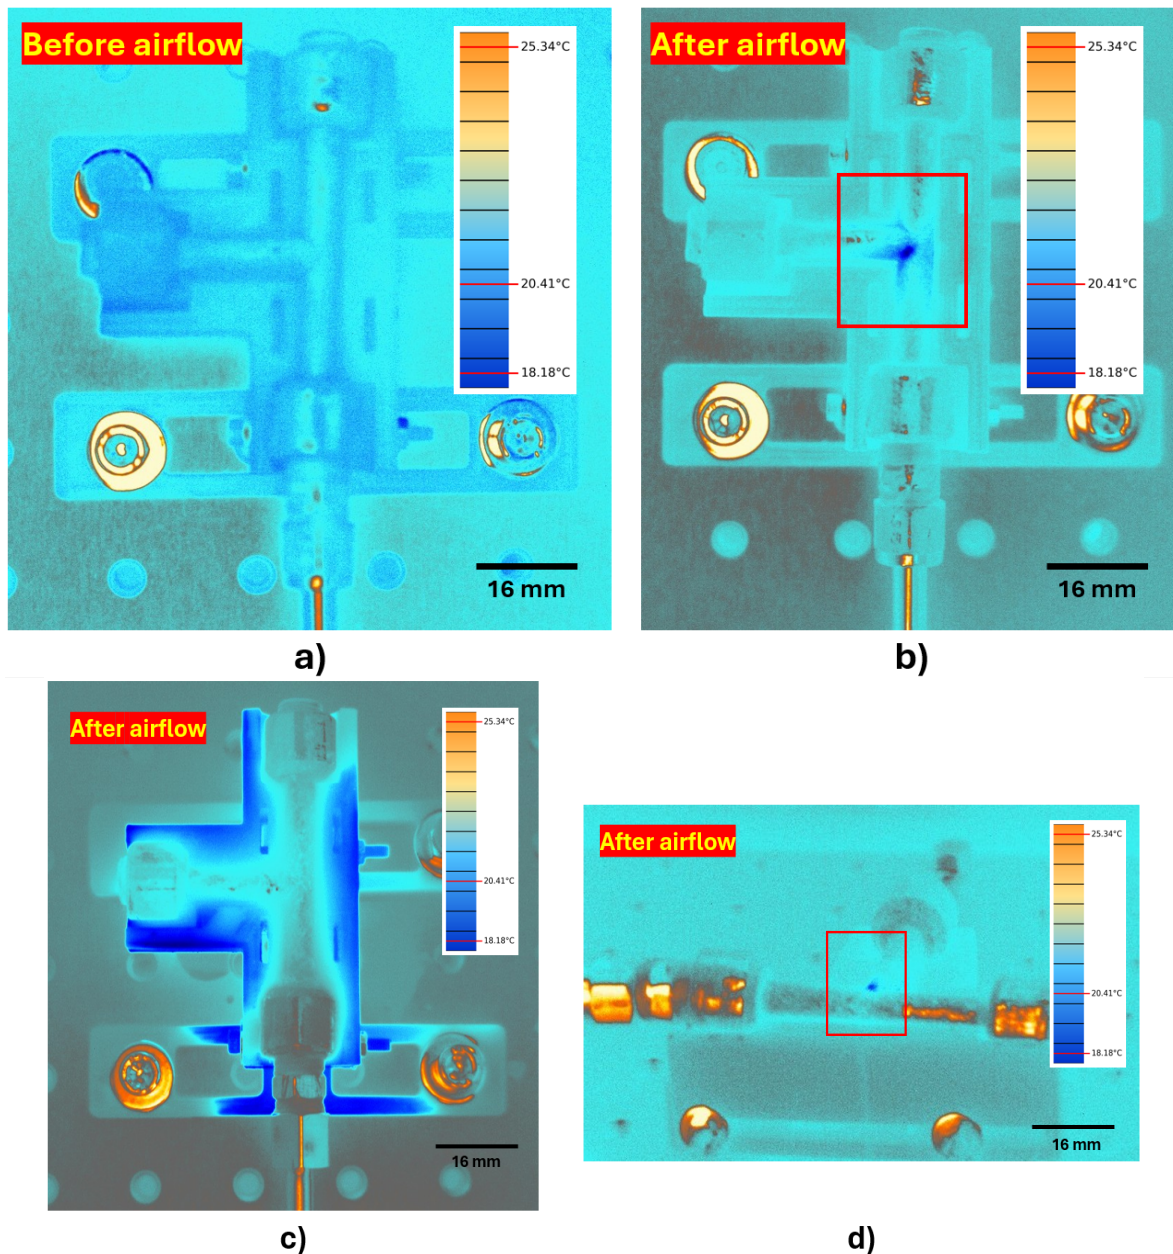 Before airflow
25.34°C
20.41°C
18.18°C
16 mm
a)
After airflow
25.34°C
20.41°C
18.18°C
16 mm
b)
After airflow
25.34°C
20.41°C
18.18°C
16 mm
c)
After airflow
25.34°C
20.41°C
18.18°C
16 mm
d)